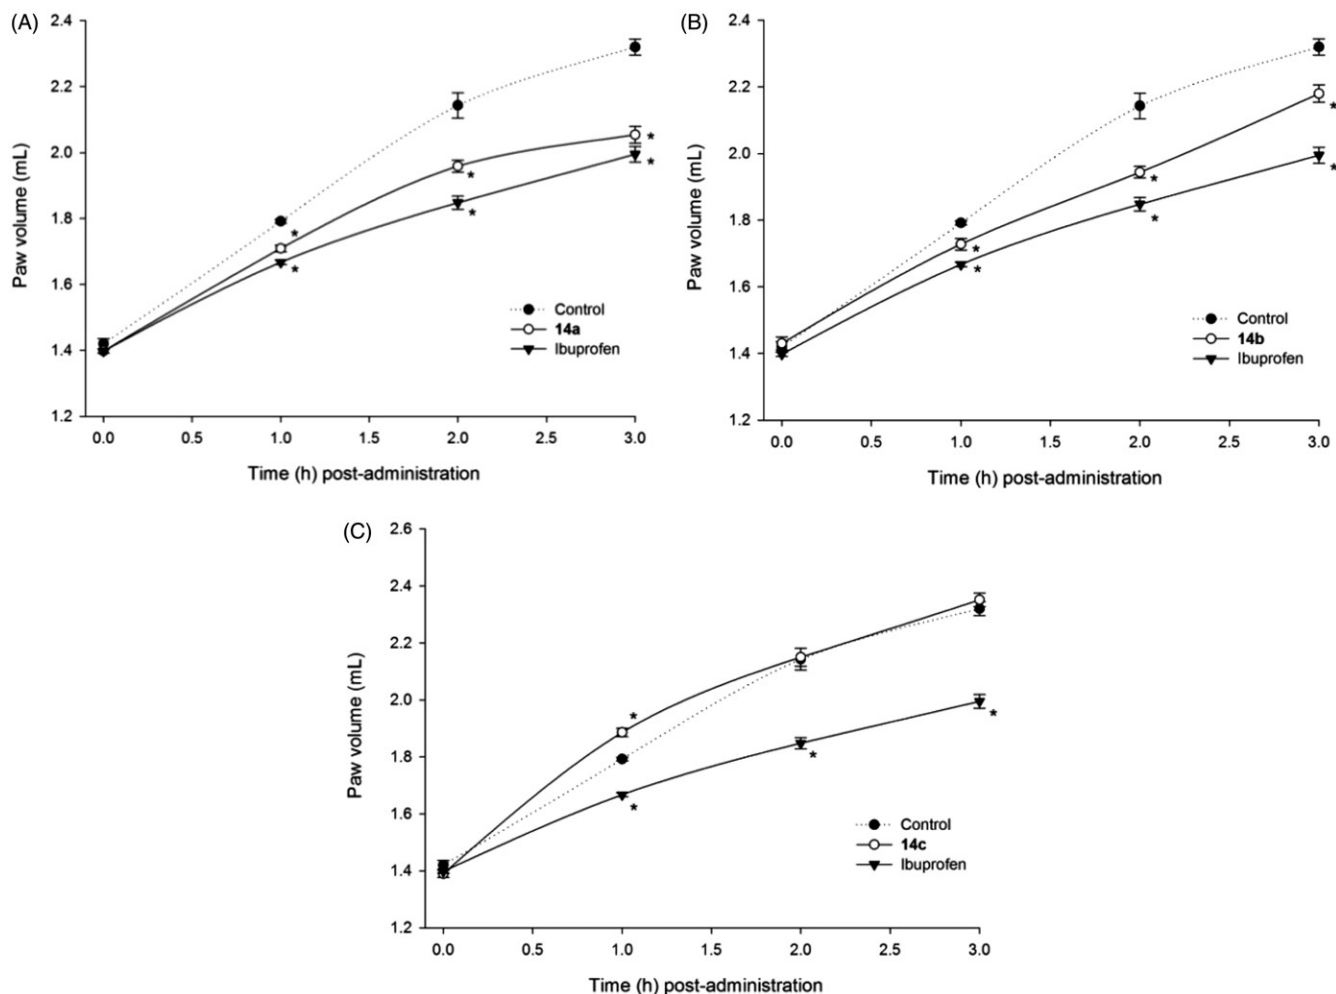 (A)
2.4
2.2
2.0
1.8
1.6
1.4
1.2
Paw volume (mL)
*
*
*
*
*
*
Control
14a
Ibuprofen
0.0 0.5 1.0 1.5 2.0 2.5 3.0
Time (h) post-administration
(B)
2.4
2.2
2.0
1.8
1.6
1.4
1.2
Paw volume (mL)
*
*
*
*
*
*
Control
14b
Ibuprofen
0.0 0.5 1.0 1.5 2.0 2.5 3.0
Time (h) post-administration
(C)
2.6
2.4
2.2
2.0
1.8
1.6
1.4
1.2
Paw volume (mL)
*
*
*
*
Control
14c
Ibuprofen
0.0 0.5 1.0 1.5 2.0 2.5 3.0
Time (h) post-administration